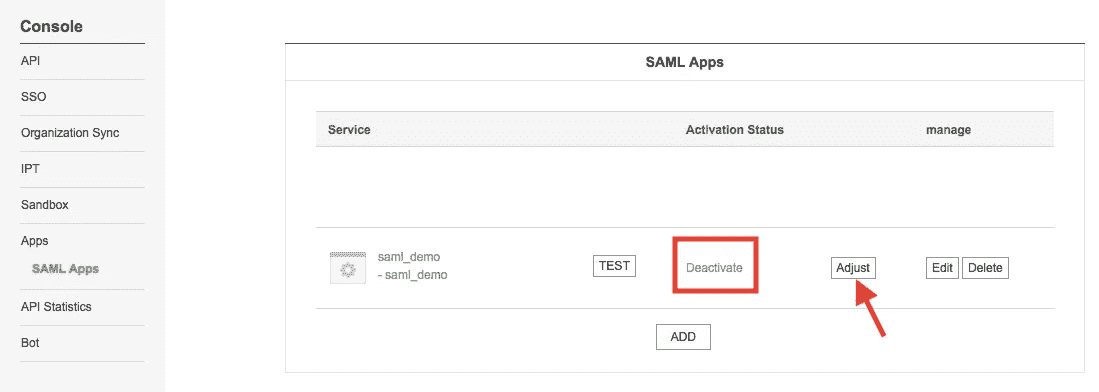 Console
API
SSO
Organization Sync
IPT
Sandbox
Apps
SAML Apps
API Statistics
Bot
SAML Apps
Service Activation Status manage
saml_demo
- saml_demo
TEST Deactivate Adjust Edit Delete
ADD